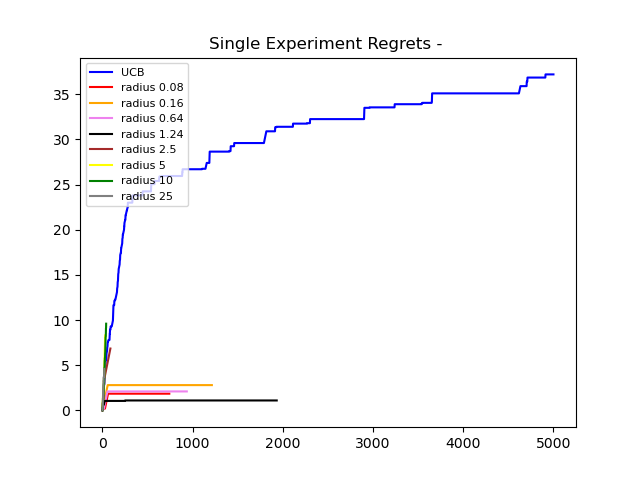 Single Experiment Regrets -
UCB
radius 0.08
radius 0.16
radius 0.64
radius 1.24
radius 2.5
radius 5
radius 10
radius 25
35
30
25
20
15
10
5
0
0 1000 2000 3000 4000 5000